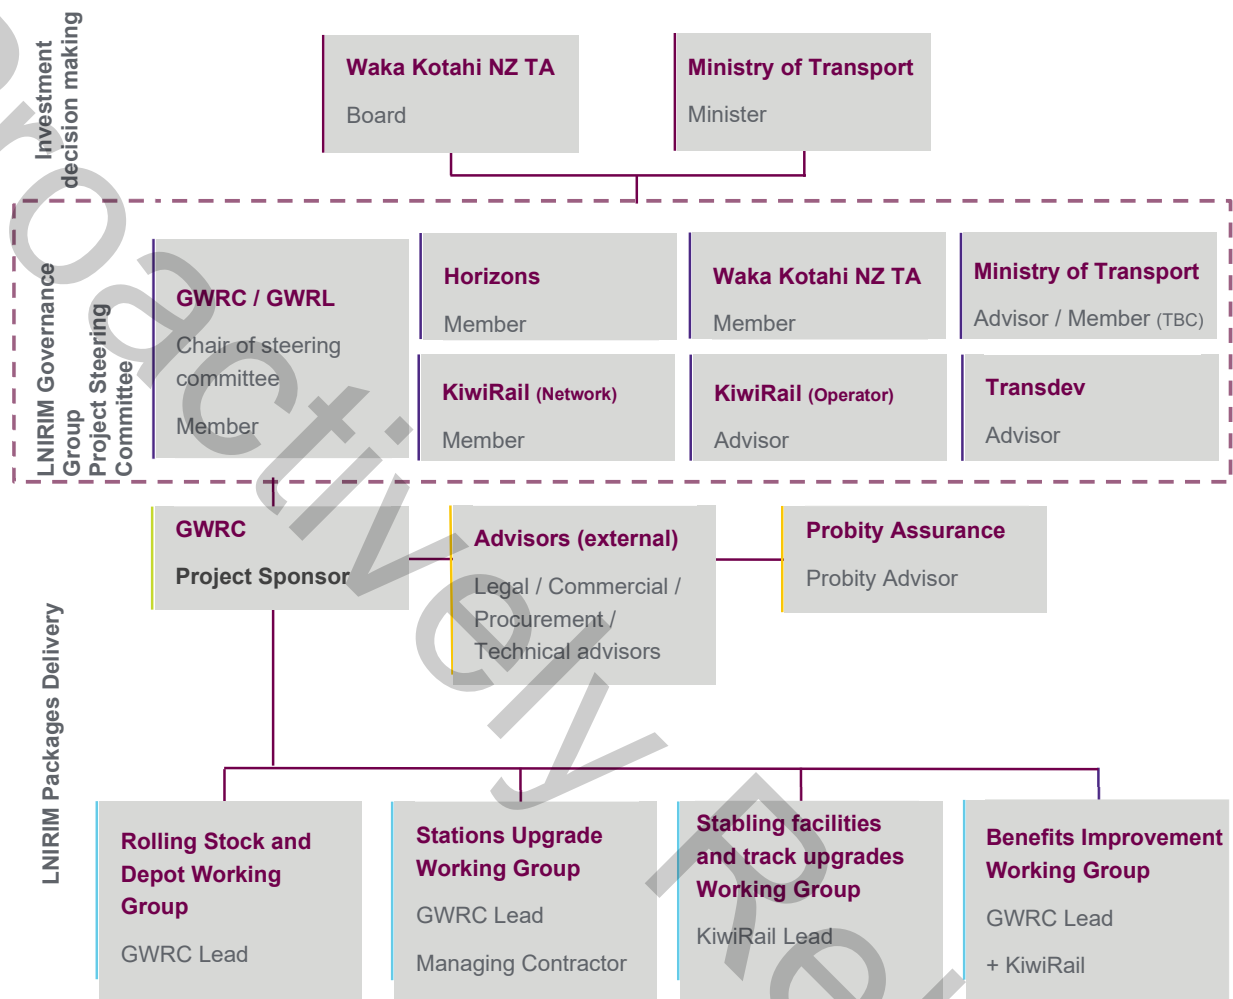 Investment
decision making
Waka Kotahi NZ TA
Board
Ministry of Transport
Minister
LNIRIM Governance
Group
Project Steering
Committee
GWRC / GWRL
Chair of steering
committee
Member
Horizons
Member
Waka Kotahi NZ TA
Member
Ministry of Transport
Advisor / Member (TBC)
KiwiRail (Network)
Member
KiwiRail (Operator)
Advisor
Transdev
Advisor
LNIRIM Packages Delivery
GWRC
Project Sponsor
Advisors (external)
Legal / Commercial /
Procurement /
Technical advisors
Probity Assurance
Probity Advisor
Rolling Stock and
Depot Working
Group
GWRC Lead
Stations Upgrade
Working Group
GWRC Lead
Managing Contractor
Stabling facilities
and track upgrades
Working Group
KiwiRail Lead
Benefits Improvement
Working Group
GWRC Lead
+ KiwiRail
roactively Re